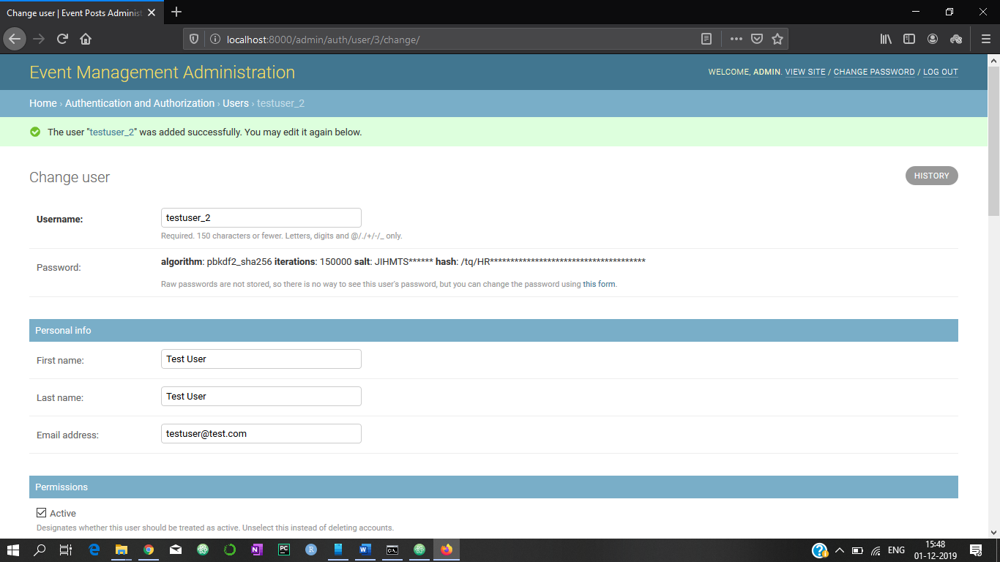 Change user | Event Posts Administ
localhost:8000/admin/auth/user/3/change/
Event Management Administration
WELCOME, ADMIN. VIEW SITE / CHANGE PASSWORD / LOG OUT
Home › Authentication and Authorization › Users › testuser_2
The user "testuser_2" was added successfully. You may edit it again below.
Change user
HISTORY
Username:
testuser_2
Required. 150 characters or fewer. Letters, digits and @/./+/-/_ only.
Password:
algorithm: pbkdf2_sha256 iterations: 150000 salt: JIHMTS****** hash: /tq/HR**************************************
Raw passwords are not stored, so there is no way to see this user's password, but you can change the password using this form.
Personal info
First name:
Test User
Last name:
Test User
Email address:
testuser@test.com
Permissions
Active
Designates whether this user should be treated as active. Unselect this instead of deleting accounts.
ENG
15:48
01-12-2019